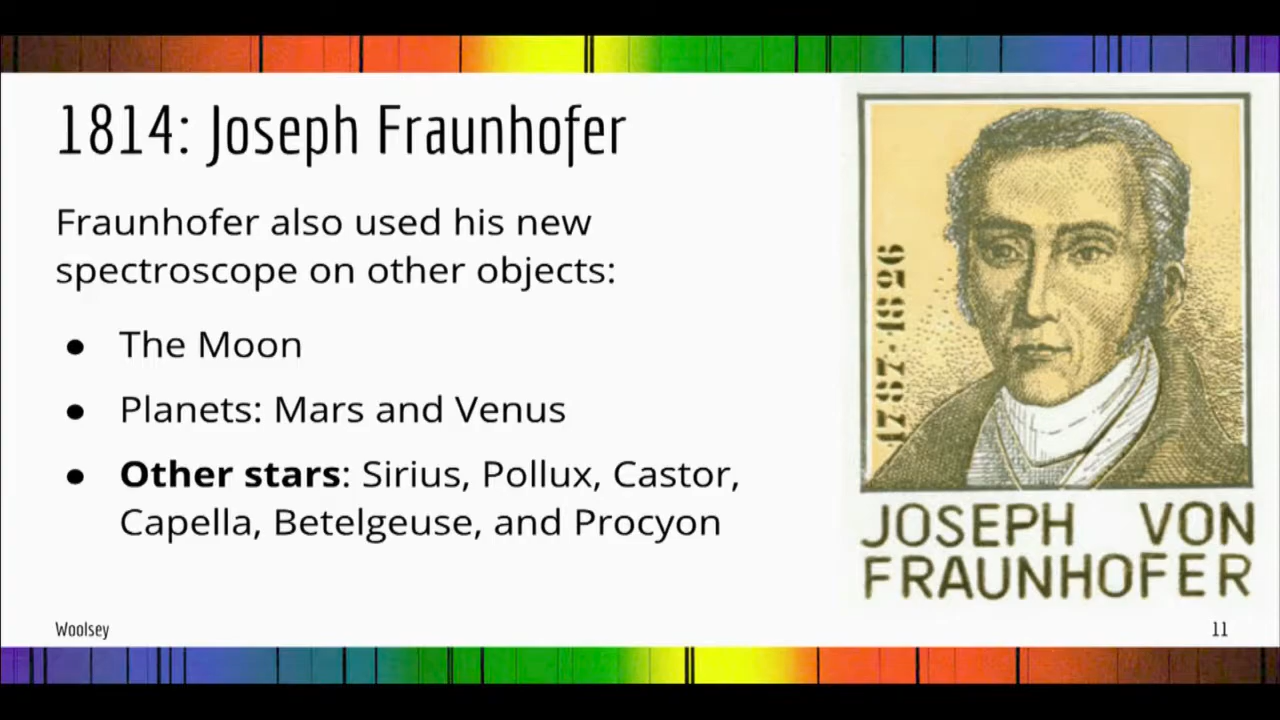 1814: Joseph Fraunhofer
Fraunhofer also used his new
spectroscope on other objects:
● The Moon
● Planets: Mars and Venus
● Other stars: Sirius, Pollux, Castor,
Capella, Betelgeuse, and Procyon
1787-1826
JOSEPH VON
FRAUNHOFER
Woolsey
11